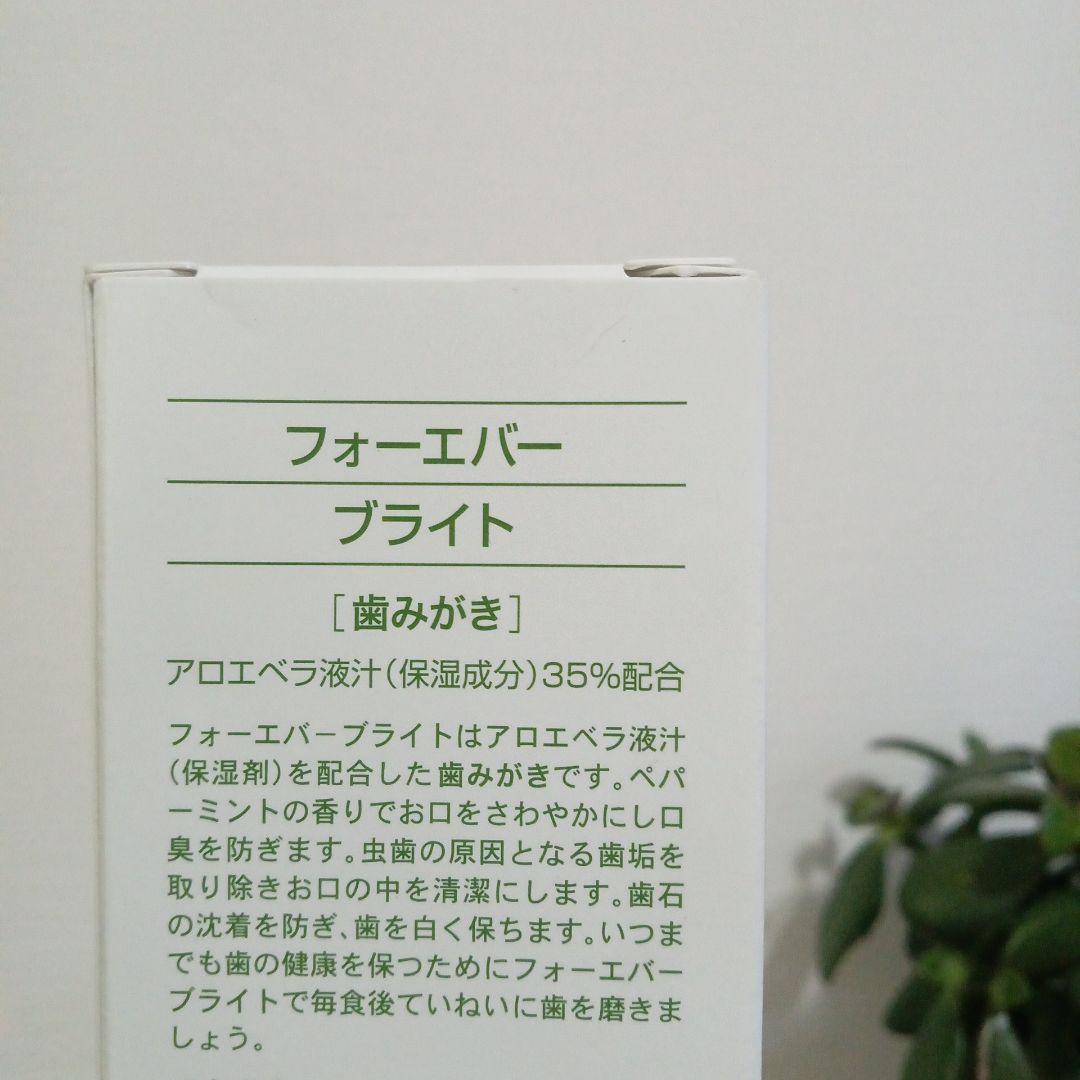 フォーエバー
ブライト
[歯みがき]
アロエベラ液汁(保湿成分)35%配合
フォーエバーブライトはアロエベラ液汁
(保湿剤)を配合した歯みがきです。ペパ
ーミントの香りでお口をさわやかにし口
臭を防ぎます。虫歯の原因となる歯垢を
取り除きお口の中を清潔にします。歯石
の沈着を防ぎ、歯を白く保ちます。いつま
でも歯の健康を保つためにフォーエバー
ブライトで毎食後ていねいに歯を磨きま
しょう。